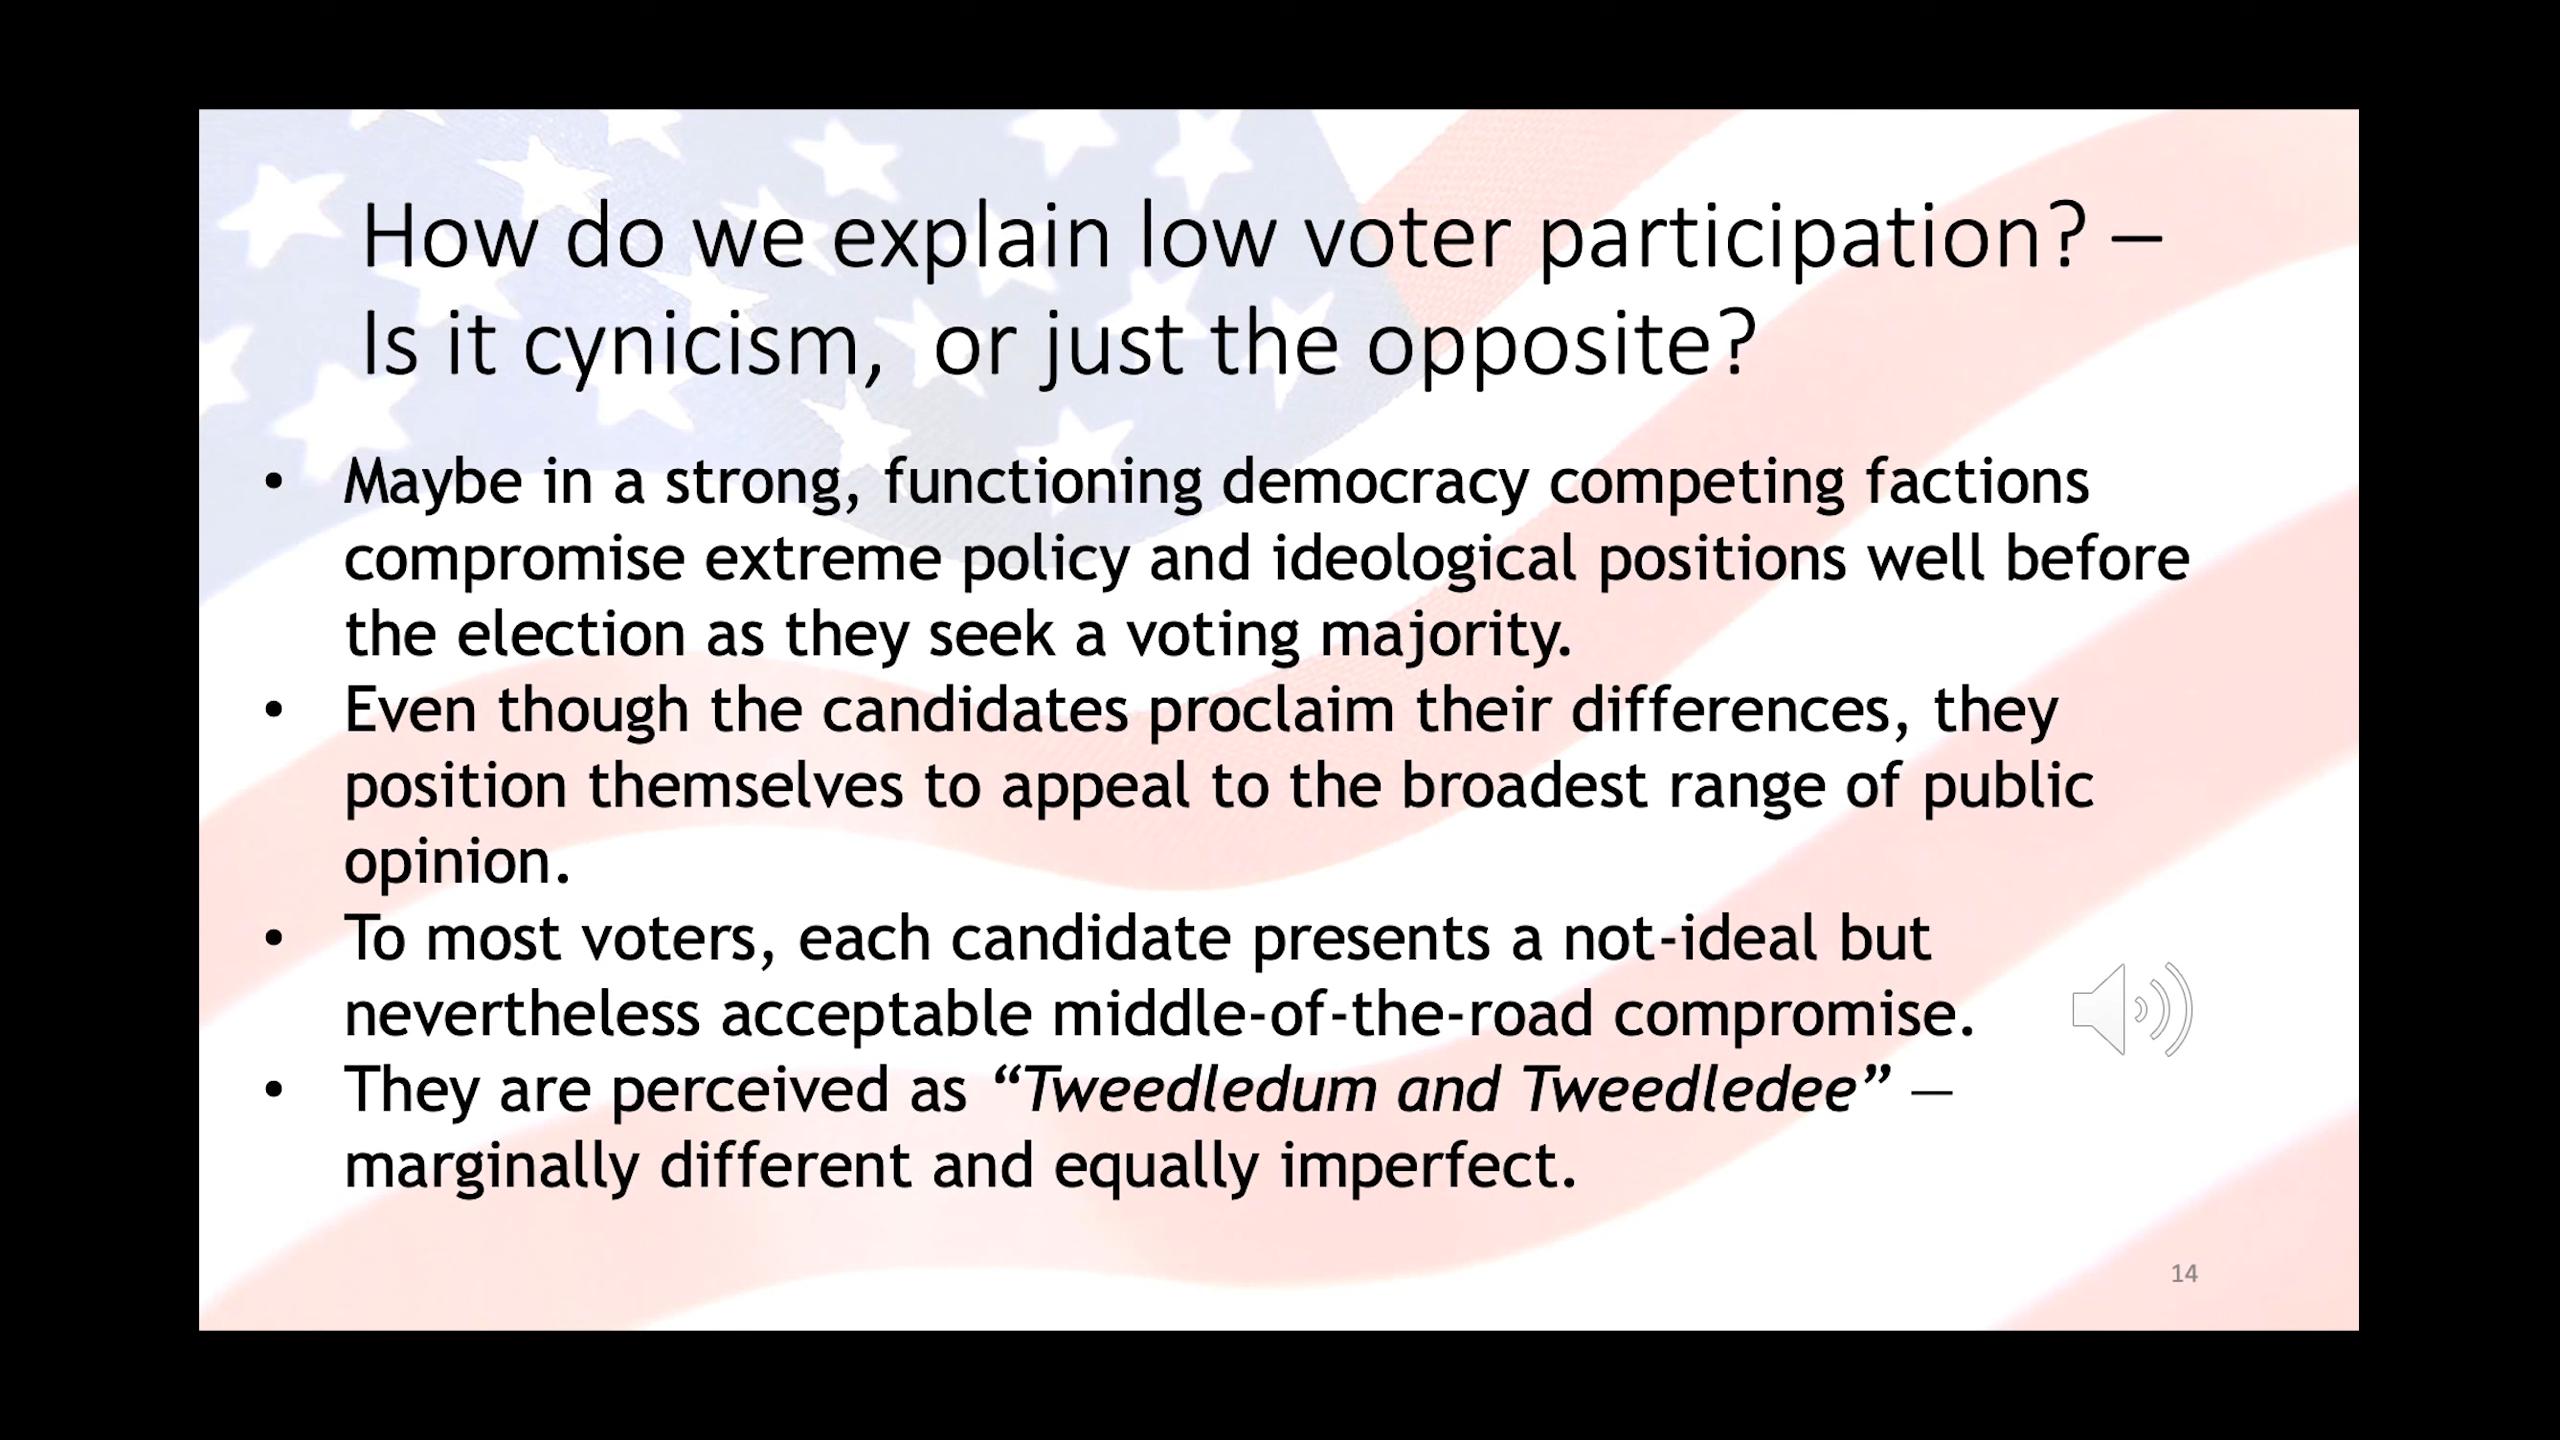 How do we explain low voter participation? –
Is it cynicism,  or just the opposite?
• Maybe in a strong, functioning democracy competing factions
compromise extreme policy and ideological positions well before
the election as they seek a voting majority.
• Even though the candidates proclaim their differences, they
position themselves to appeal to the broadest range of public
opinion.
• To most voters, each candidate presents a not-ideal but
nevertheless acceptable middle-of-the-road compromise.
• They are perceived as “Tweedledum and Tweedledee” —
marginally different and equally imperfect.
14